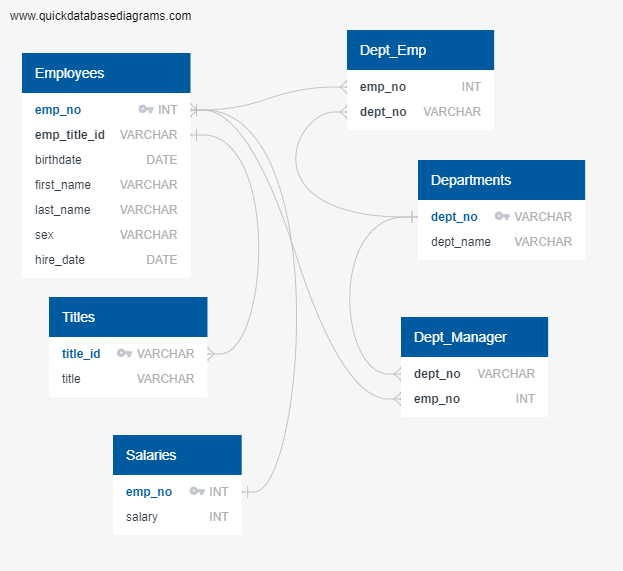 www.quickdatabasediagrams.com
Employees
emp_no INT
emp_title_id VARCHAR
birthdate DATE
first_name VARCHAR
last_name VARCHAR
sex VARCHAR
hire_date DATE
Dept_Emp
emp_no INT
dept_no VARCHAR
Departments
dept_no VARCHAR
dept_name VARCHAR
Titles
title_id VARCHAR
title VARCHAR
Dept_Manager
dept_no VARCHAR
emp_no INT
Salaries
emp_no INT
salary INT